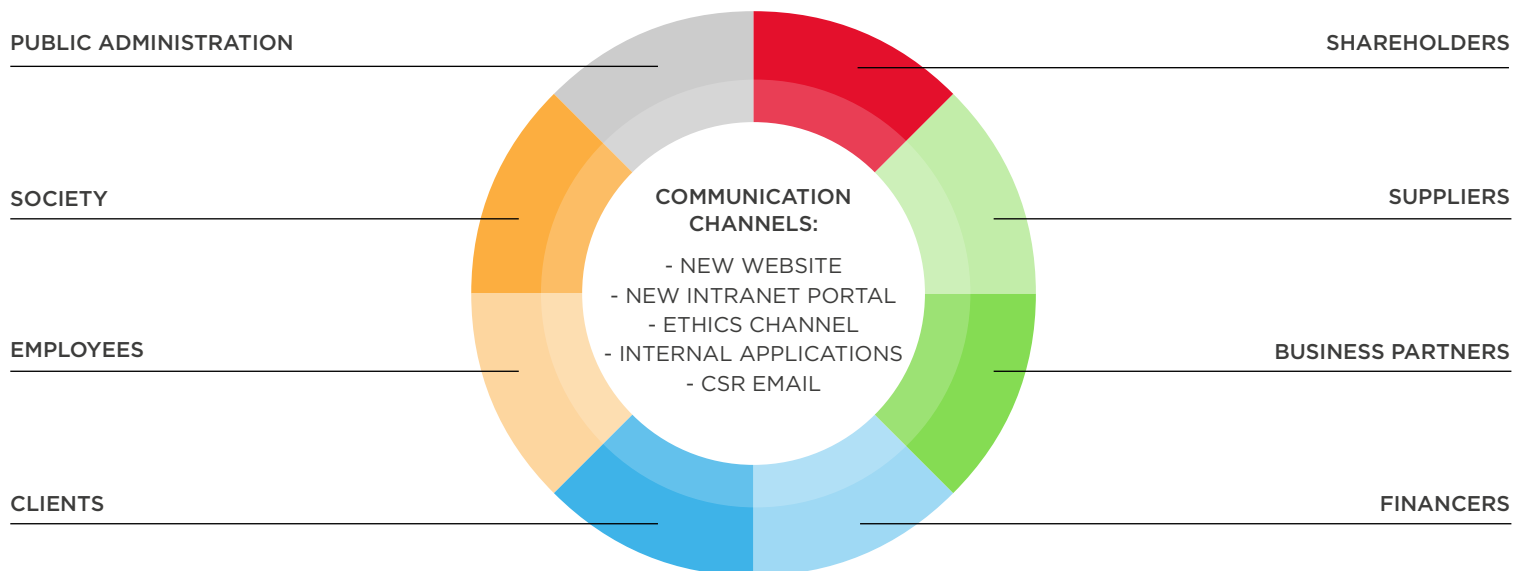 PUBLIC ADMINISTRATION
SHAREHOLDERS
SOCIETY
SUPPLIERS
COMMUNICATION
CHANNELS:
- NEW WEBSITE
- NEW INTRANET PORTAL
- ETHICS CHANNEL
- INTERNAL APPLICATIONS
- CSR EMAIL
EMPLOYEES
BUSINESS PARTNERS
CLIENTS
FINANCERS